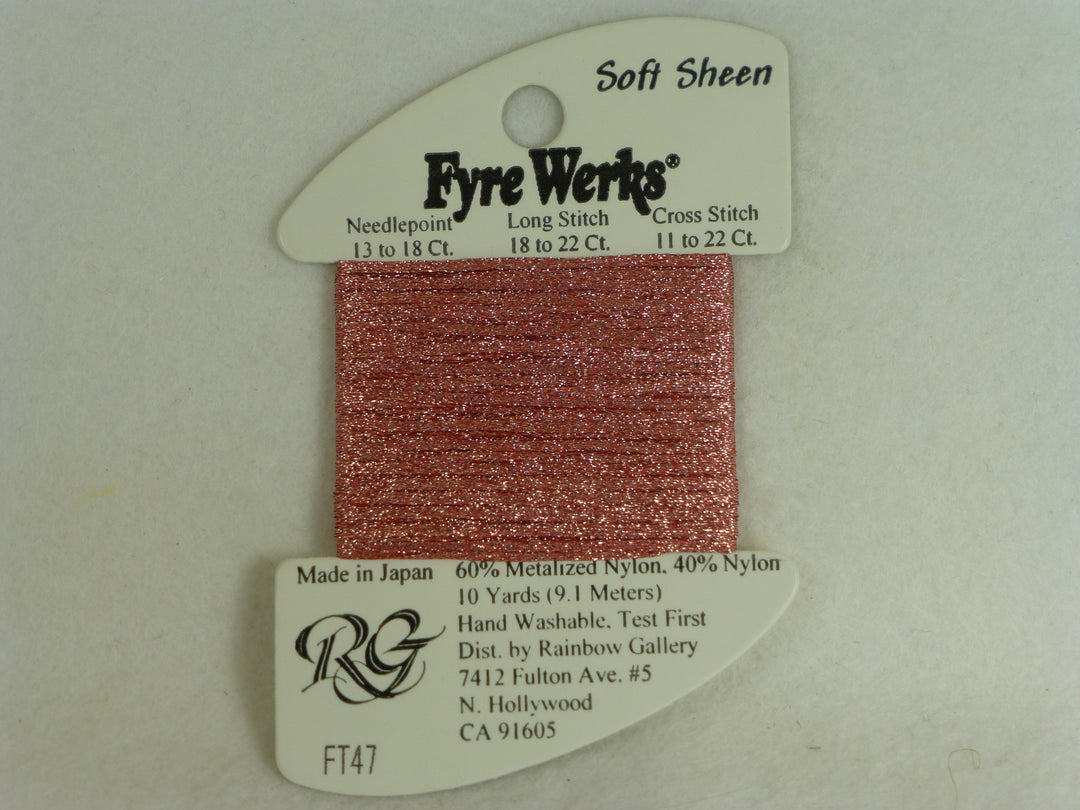 Soft Sheen
Fyre Werks®
Needlepoint Long Stitch Cross Stitch
13 to 18 Ct. 18 to 22 Ct. 11 to 22 Ct.
Made in Japan 60% Metalized Nylon, 40% Nylon
10 Yards (9.1 Meters)
Hand Washable, Test First
Dist. by Rainbow Gallery
7412 Fulton Ave. #5
N. Hollywood
CA 91605
RG
FT47